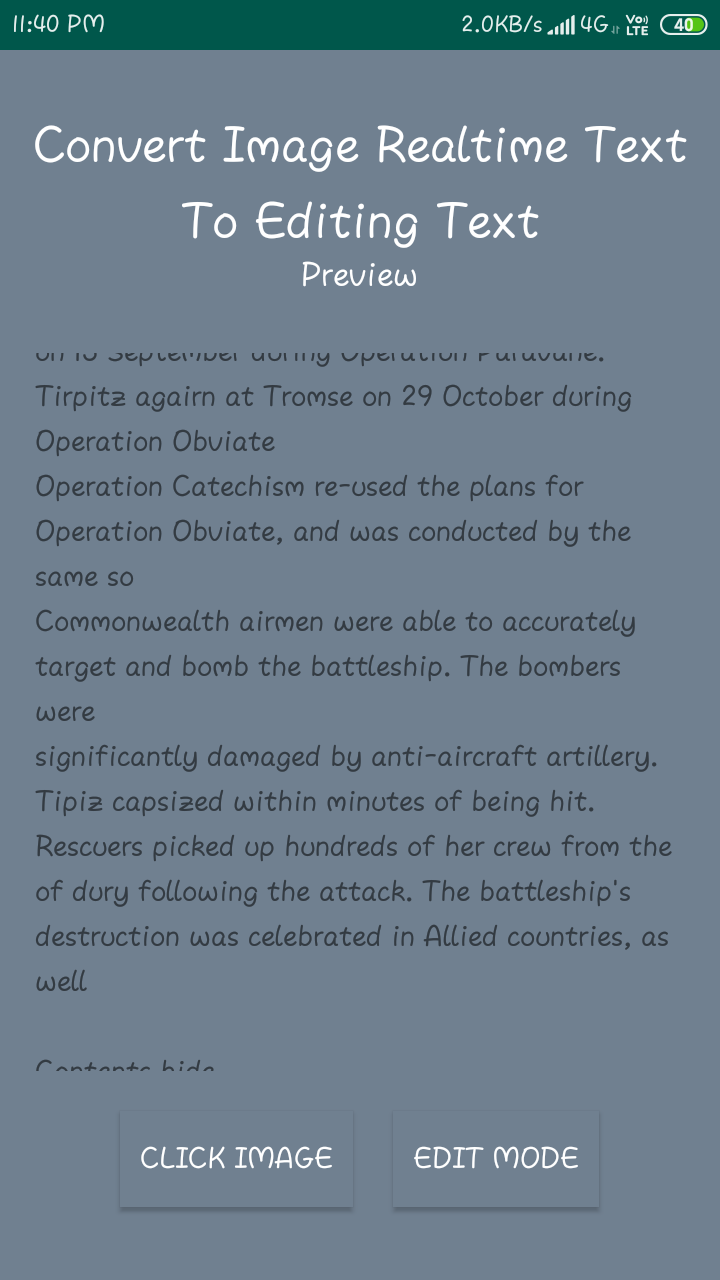 11:40 PM 2.0KB/s 4G Vo)) LTE 40
Convert Image Realtime Text
To Editing Text
Preview
on 15 September during Operation Paravane.
Tirpitz agairn at Tromse on 29 October during
Operation Obviate
Operation Catechism re-used the plans for
Operation Obviate, and was conducted by the
same so
Commonwealth airmen were able to accurately
target and bomb the battleship. The bombers
were
significantly damaged by anti-aircraft artillery.
Tipiz capsized within minutes of being hit.
Rescuers picked up hundreds of her crew from the
of dury following the attack. The battleship's
destruction was celebrated in Allied countries, as
well
Contents hide
CLICK IMAGE EDIT MODE